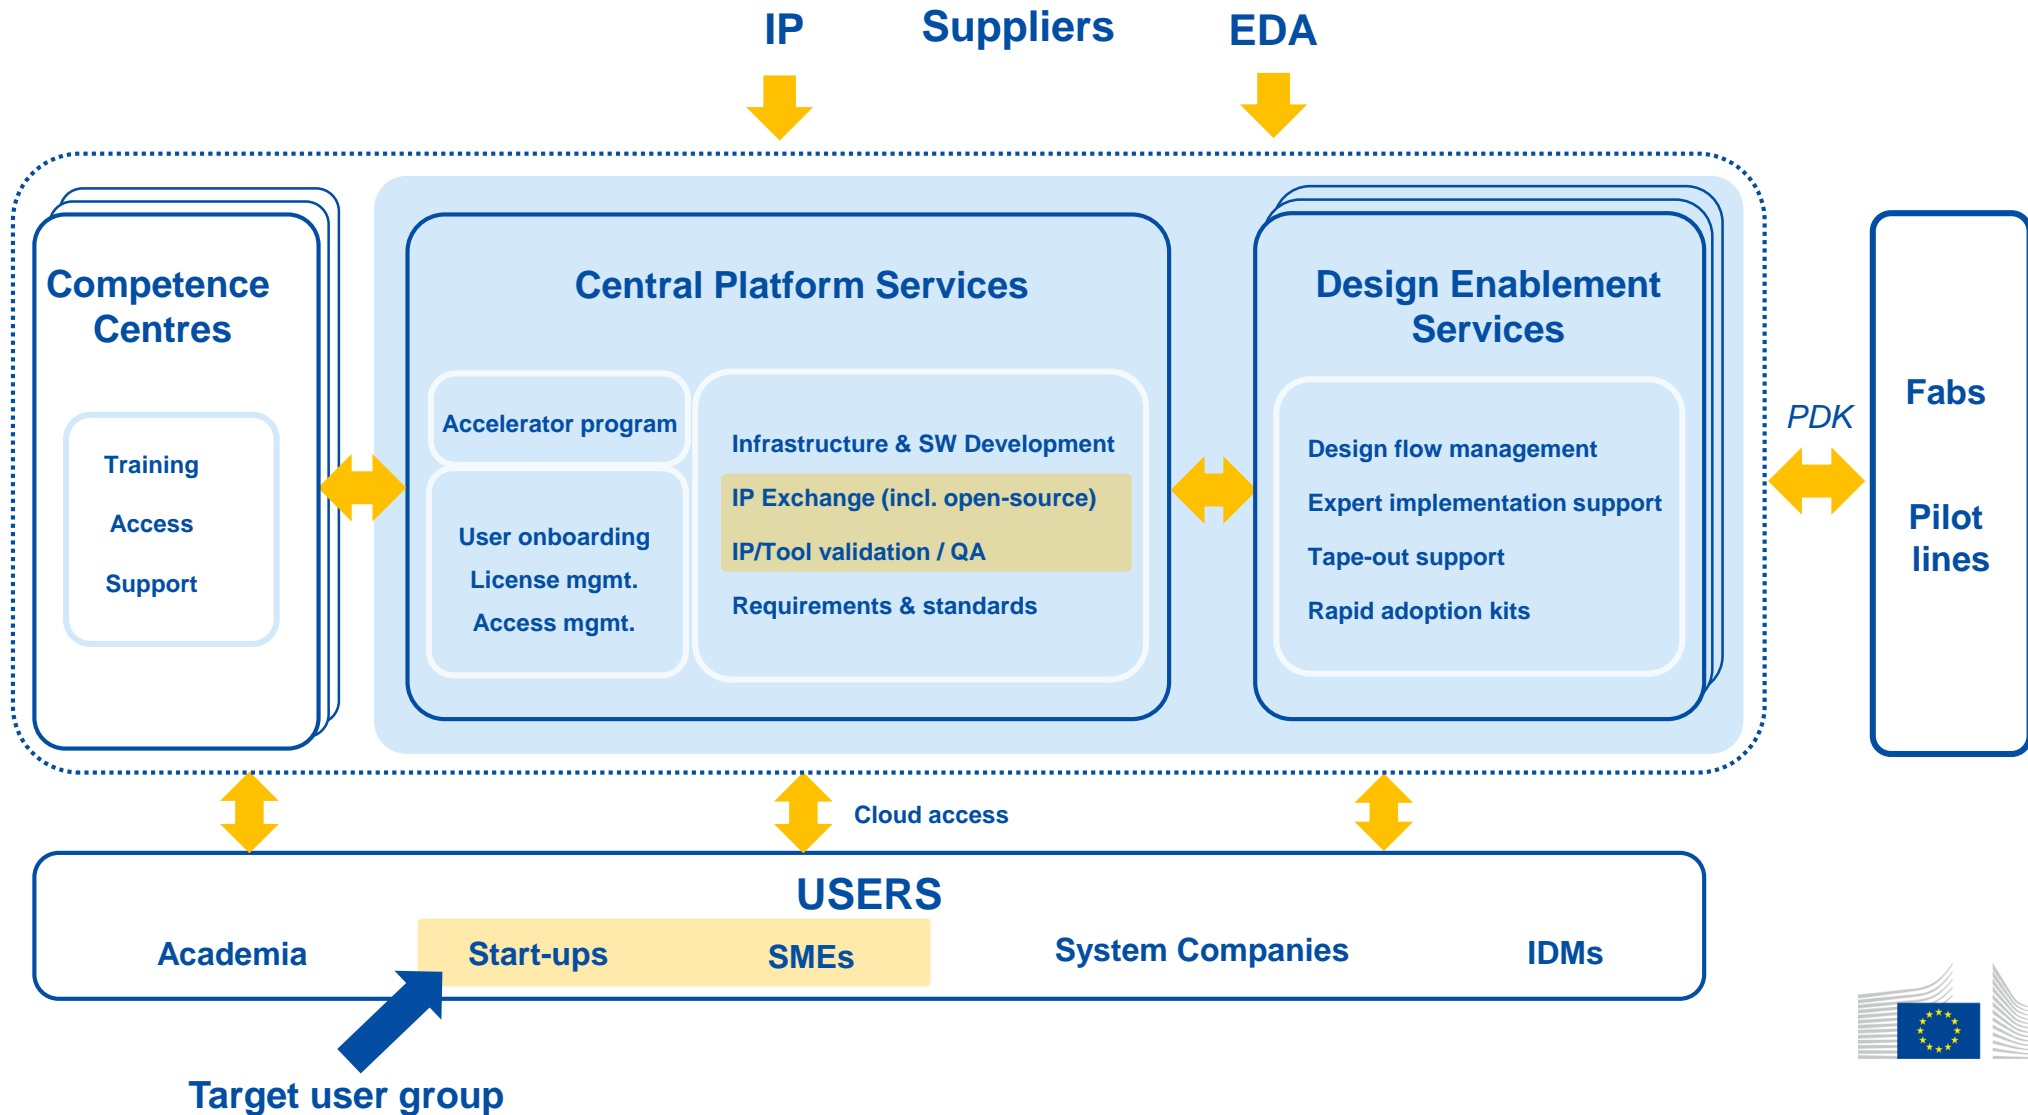 IP
Suppliers
EDA
Competence
Centres
Training
Access
Support
Central Platform Services
Accelerator program
User onboarding
License mgmt.
Access mgmt.
Infrastructure & SW Development
IP Exchange (incl. open-source)
IP/Tool validation / QA
Requirements & standards
Design Enablement
Services
Design flow management
Expert implementation support
Tape-out support
Rapid adoption kits
PDK
Fabs
Pilot
lines
Cloud access
USERS
Academia
Start-ups
SMEs
System Companies
IDMs
Target user group